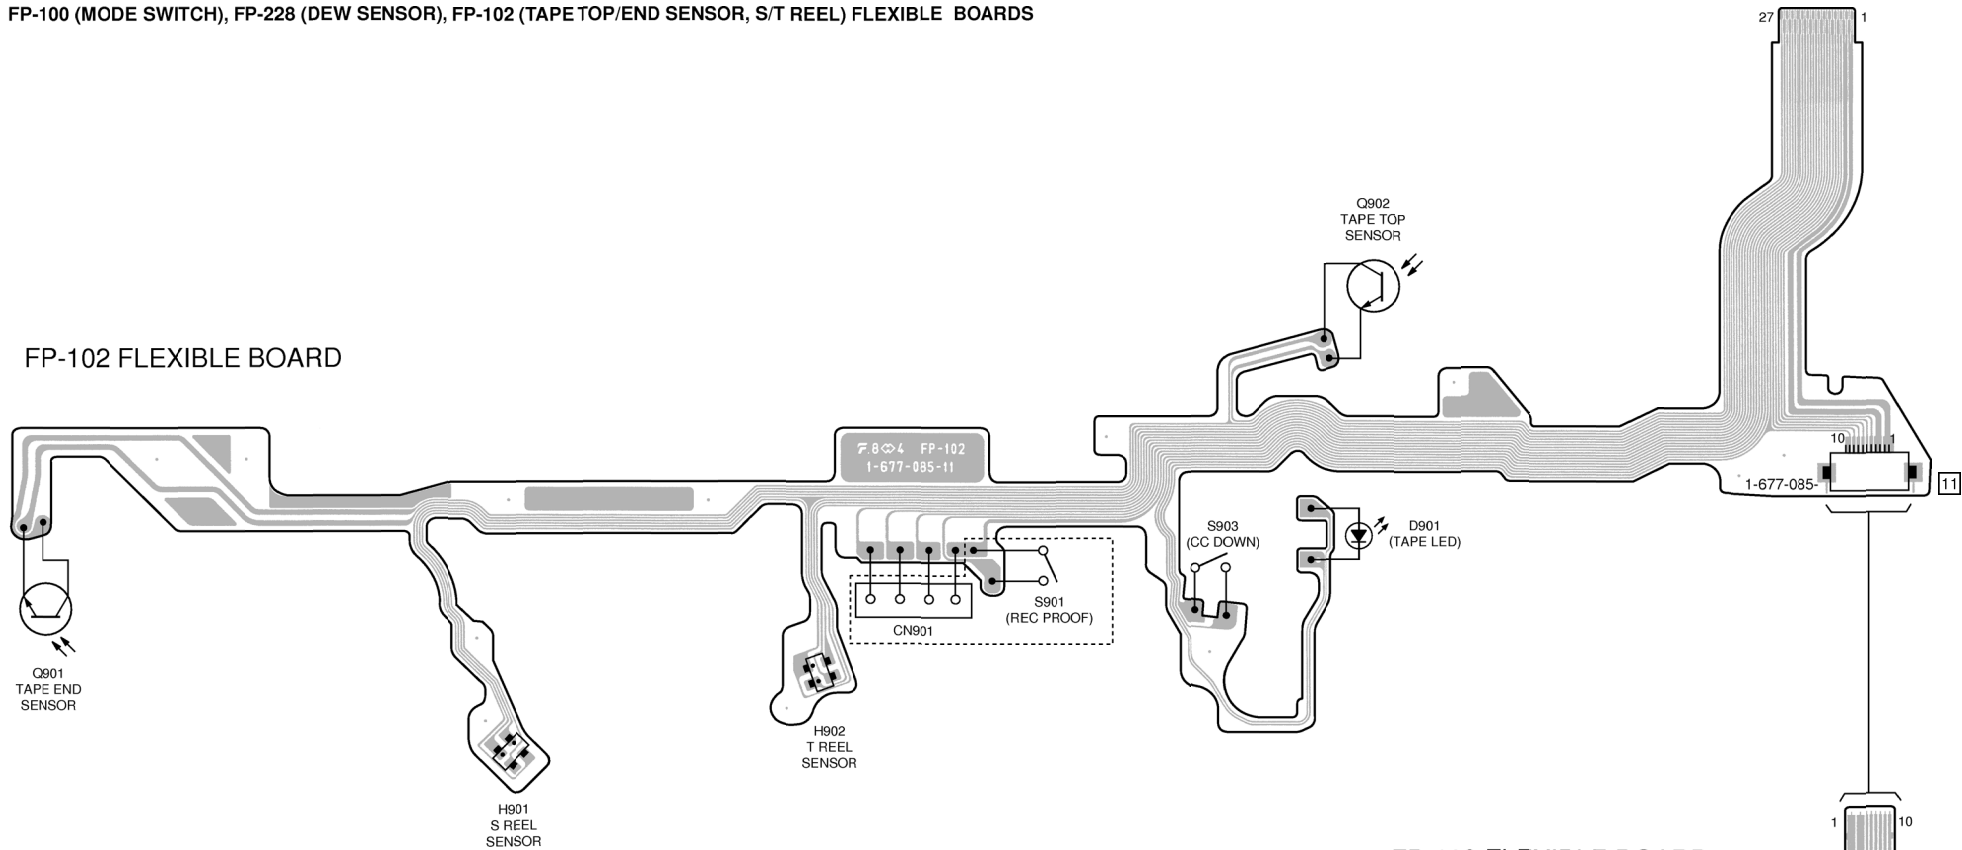 FP-100 (MODE SWITCH), FP-228 (DEW SENSOR), FP-102 (TAPE TOP/END SENSOR, S/T REEL) FLEXIBLE BOARDS
27
1
Q902
TAPE TOP
SENSOR
FP-102 FLEXIBLE BOARD
FP-102
1-677-085-11
10
1
1-677-085-
11
S903
(CC DOWN)
D901
(TAPE LED)
S901
(REC PROOF)
CN901
Q901
TAPE END
SENSOR
H902
T REEL
SENSOR
H901
S REEL
SENSOR
1
10